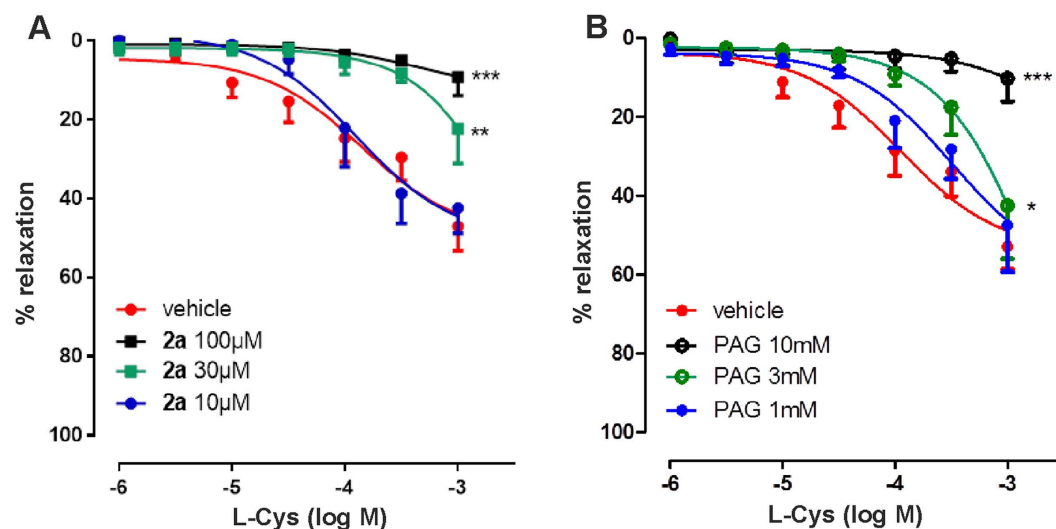 A
% relaxation
0
20
40
60
80
100
***
**
vehicle
2a 100µM
2a 30µM
2a 10µM
-6 -5 -4 -3
L-Cys (log M)
B
% relaxation
0
20
40
60
80
100
***
*
vehicle
PAG 10mM
PAG 3mM
PAG 1mM
-6 -5 -4 -3
L-Cys (log M)